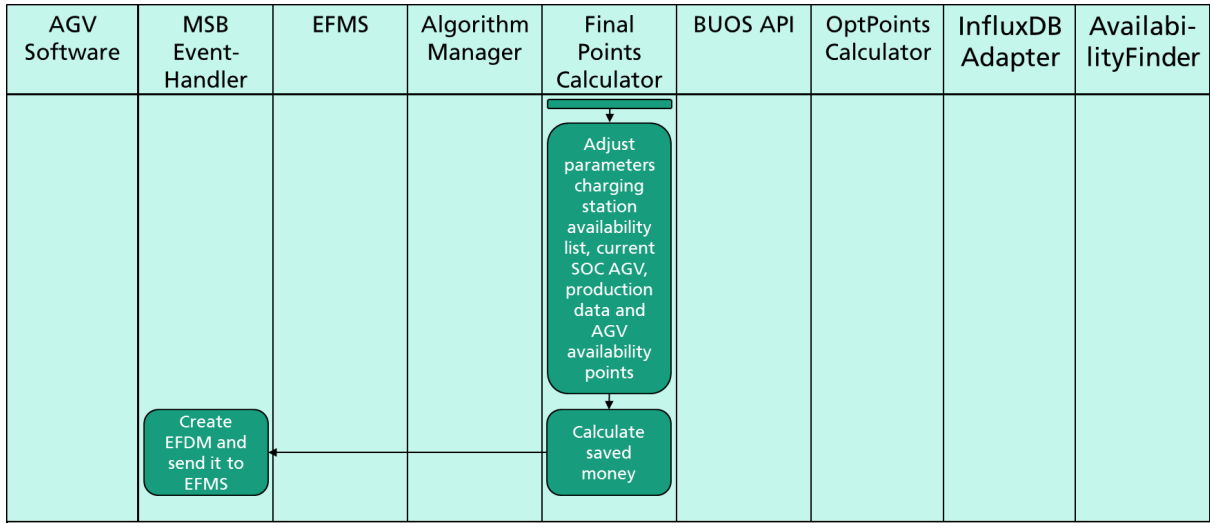 AGV
Software
MSB
Event-
Handler
EFMS
Algorithm
Manager
Final
Points
Calculator
BUOS API
OptPoints
Calculator
InfluxDB
Adapter
Availabi-
lityFinder
Adjust
parameters
charging
station
availability
list, current
SOC AGV,
production
data and
AGV
availability
points
Create
EFDM and
send it to
EFMS
Calculate
saved
money